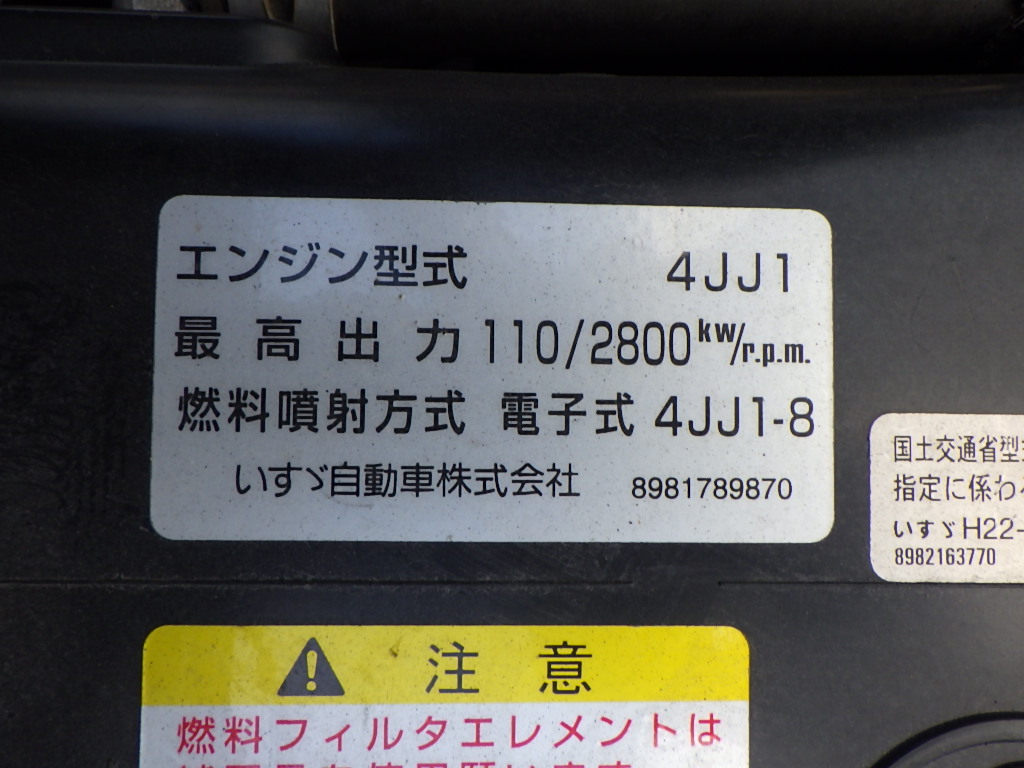 エンジン型式 4JJ1
最高出力 110/2800kw/r.p.m.
燃料噴射方式 電子式 4JJ1-8
いすゞ自動車株式会社 8981789870
国土交通省型
指定に係わ
いすゞH22-
8982163770
注意
燃料フィルタエレメントは